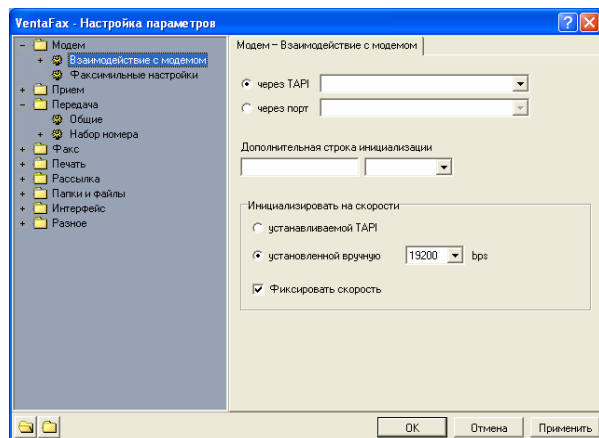 VentaFax - Настройка параметров
Модем
Взаимодействие с модемом
Факсимильные настройки
Прием
Передача
Общие
Набор номера
Факс
Печать
Рассылка
Папки и файлы
Интерфейс
Разное
Модем – Взаимодействие с модемом
через TAPI
через порт
Дополнительная строка инициализации
Инициализировать на скорости
устанавливаемой TAPI
установленной вручную 19200 bps
Фиксировать скорость
OK Отмена Применить